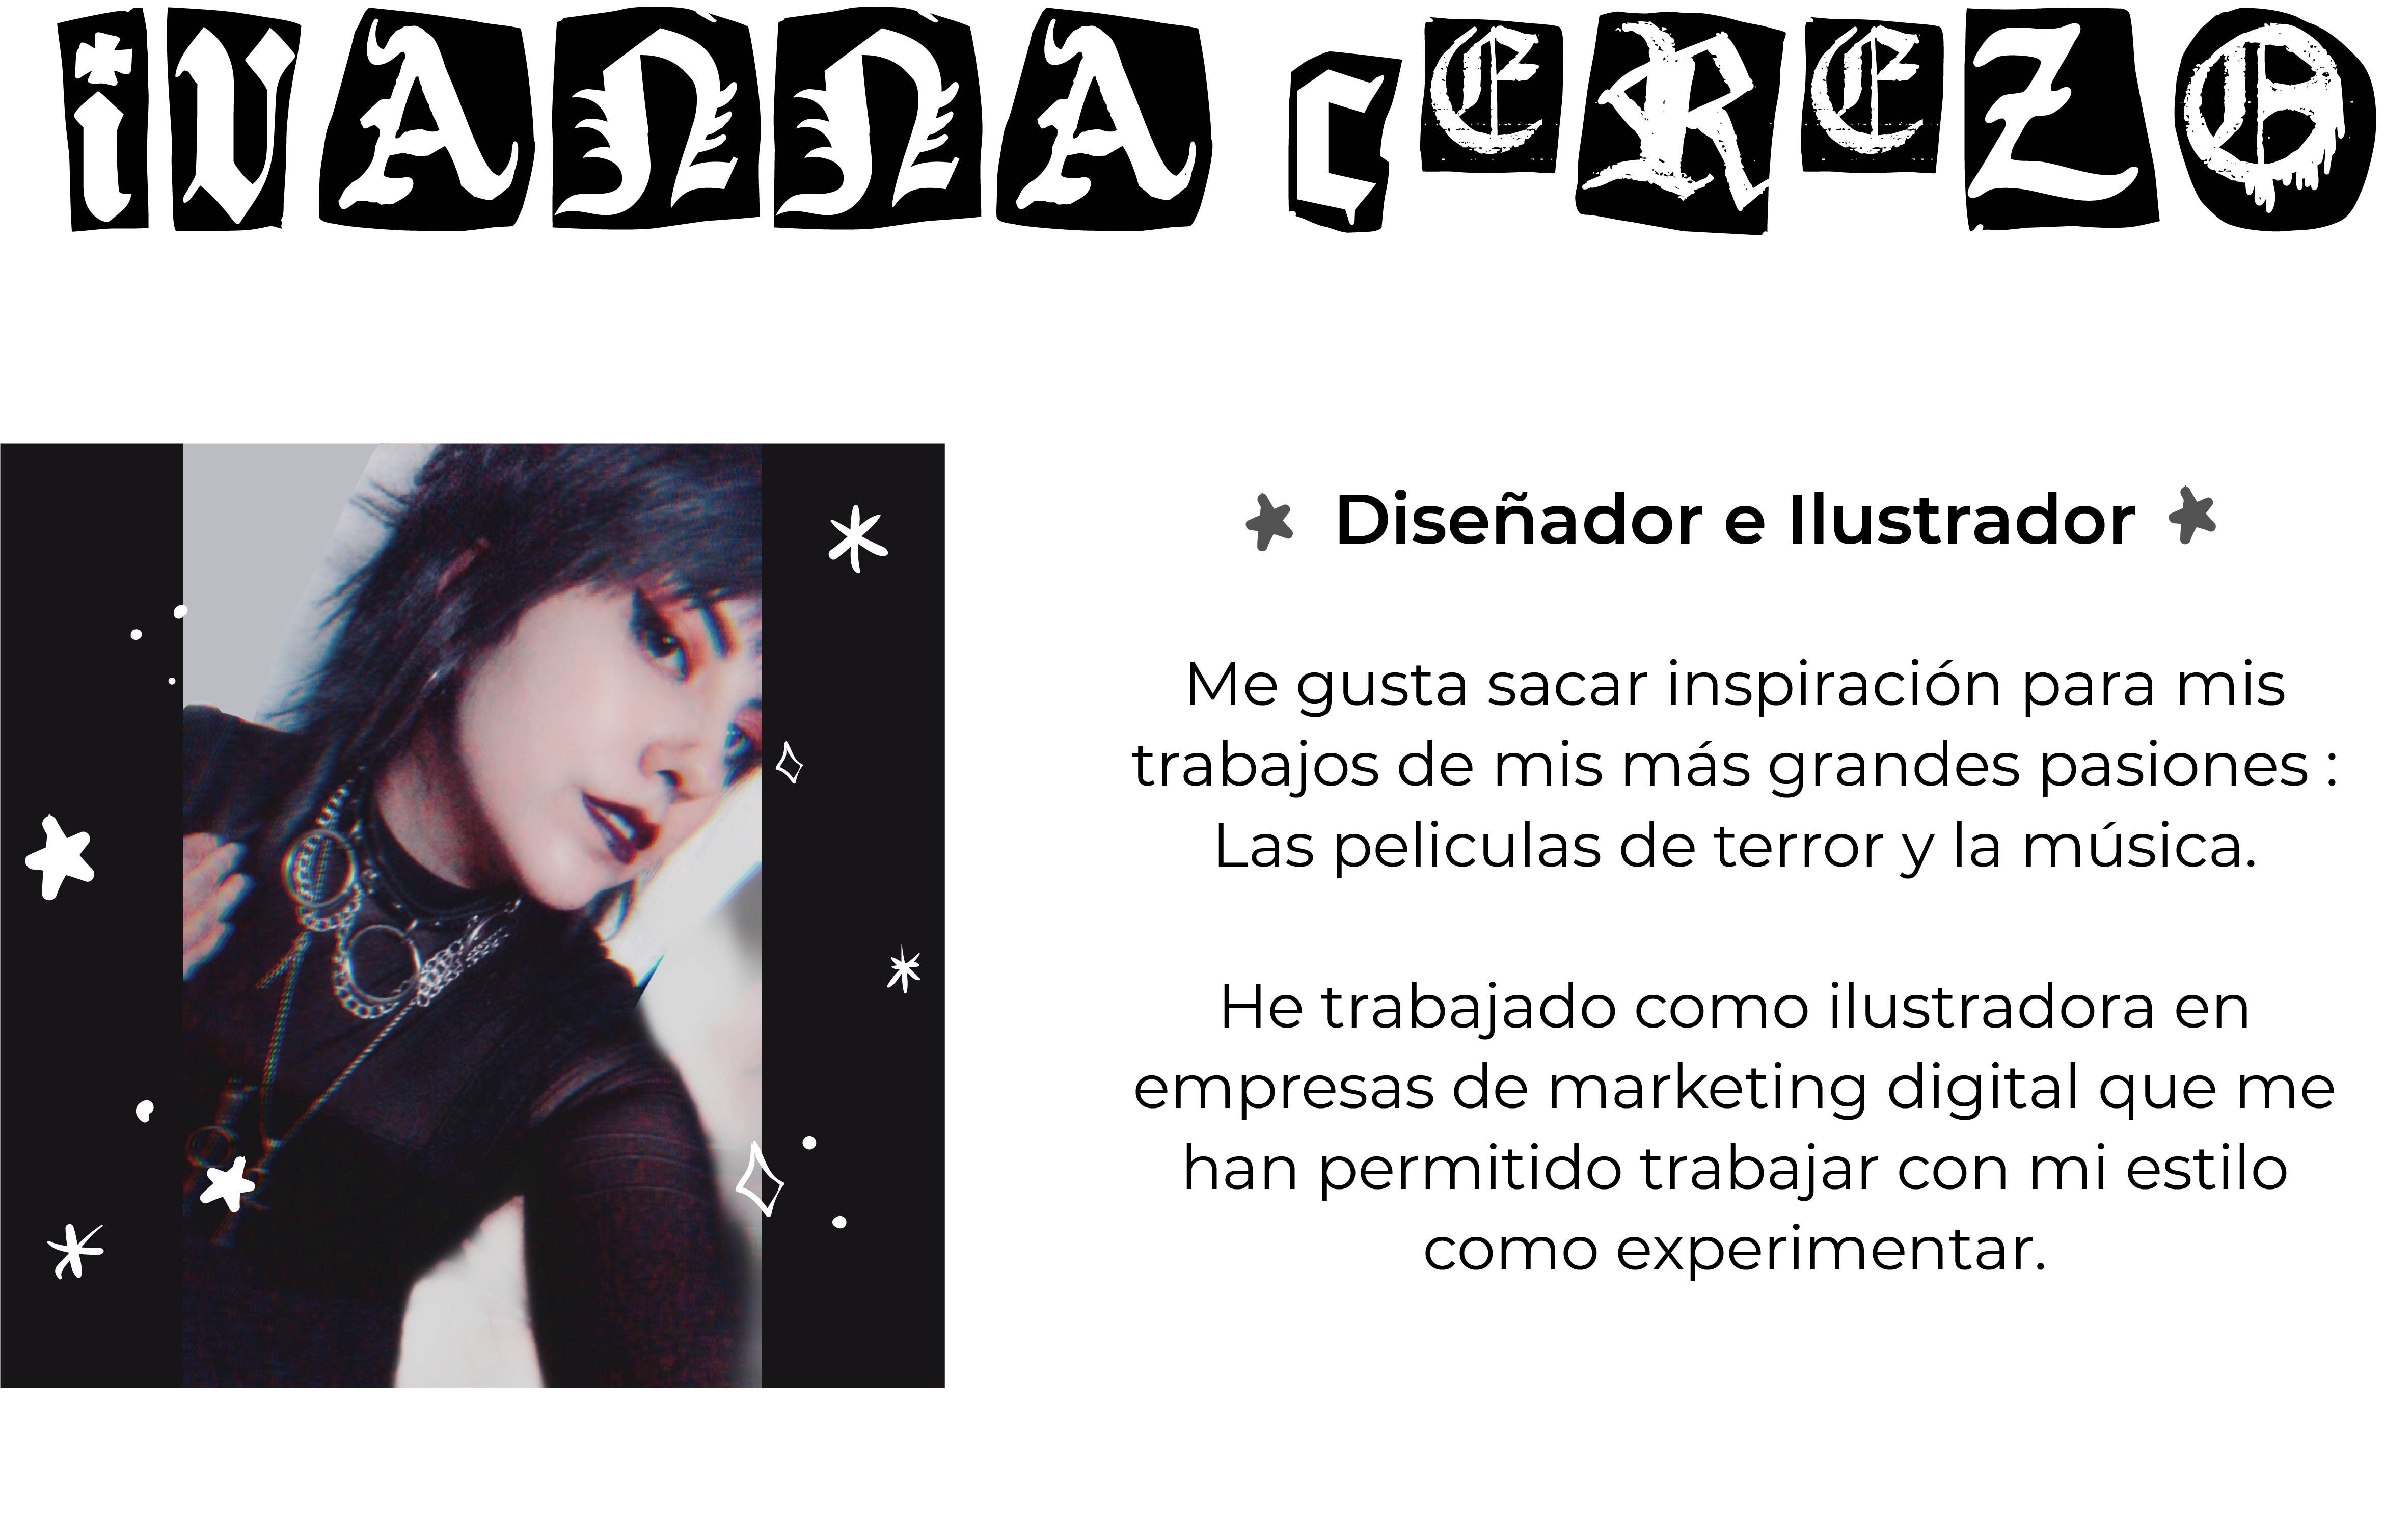 iVANNA CEREZO
Diseñador e Ilustrador
Me gusta sacar inspiración para mis
trabajos de mis más grandes pasiones :
Las peliculas de terror y la música.
He trabajado como ilustradora en
empresas de marketing digital que me
han permitido trabajar con mi estilo
como experimentar.